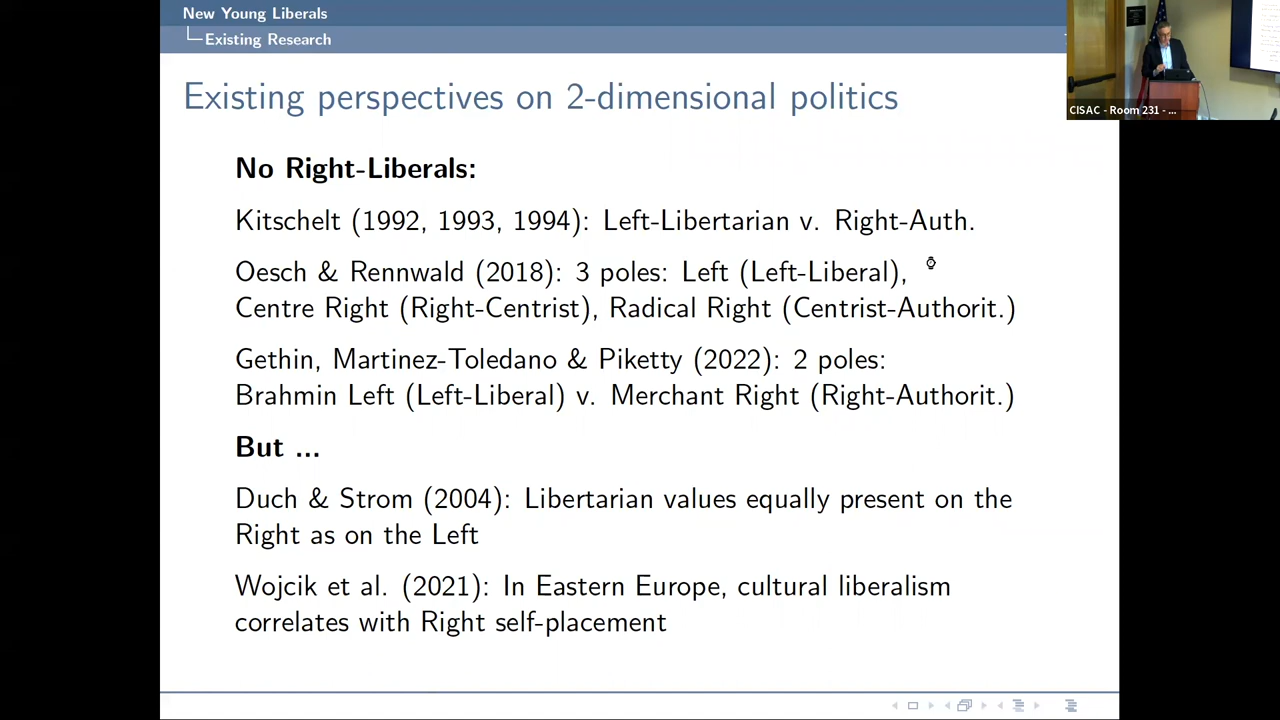 New Young Liberals
Existing Research
Existing perspectives on 2-dimensional politics
No Right-Liberals:
Kitschelt (1992, 1993, 1994): Left-Libertarian v. Right-Auth.
Oesch & Rennwald (2018): 3 poles: Left (Left-Liberal),
Centre Right (Right-Centrist), Radical Right (Centrist-Authorit.)
Gethin, Martinez-Toledano & Piketty (2022): 2 poles:
Brahmin Left (Left-Liberal) v. Merchant Right (Right-Authorit.)
But ...
Duch & Strom (2004): Libertarian values equally present on the
Right as on the Left
Wojcik et al. (2021): In Eastern Europe, cultural liberalism
correlates with Right self-placement
CISAC - Room 231 - ...